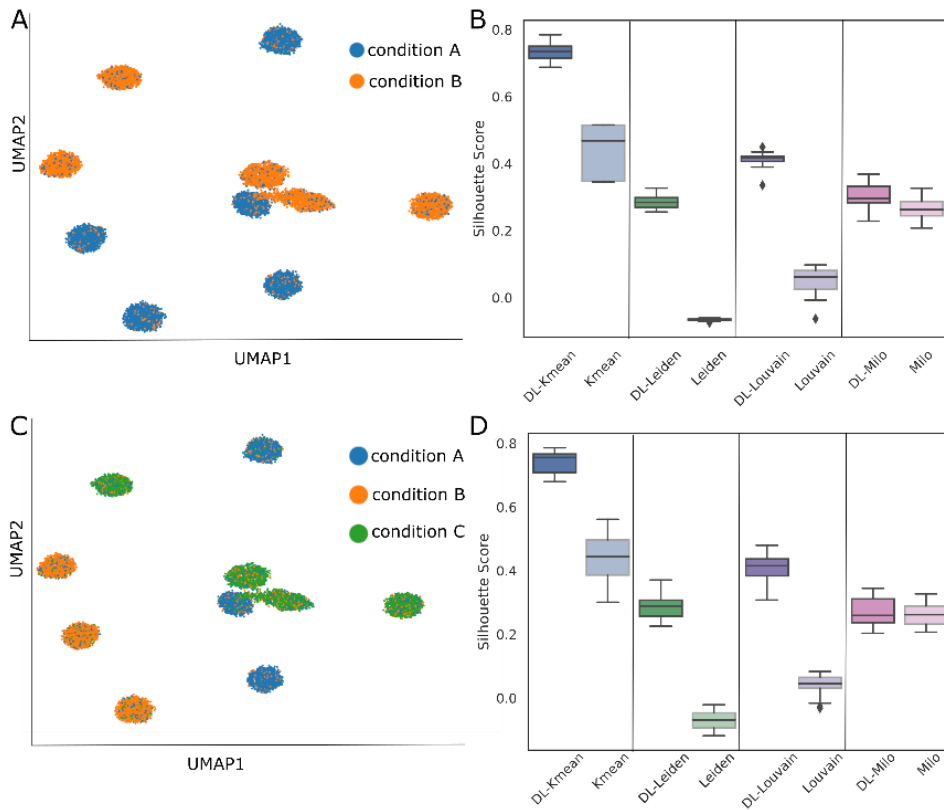 A
condition A
condition B
UMAP2
UMAP1
B
Silhouette Score
0.8
0.6
0.4
0.2
0.0
DL-Kmean
Kmean
DL-Leiden
Leiden
DL-Louvain
Louvain
DL-Milo
Milo
C
condition A
condition B
condition C
UMAP2
UMAP1
D
Silhouette Score
0.8
0.6
0.4
0.2
0.0
DL-Kmean
Kmean
DL-Leiden
Leiden
DL-Louvain
Louvain
DL-Milo
Milo